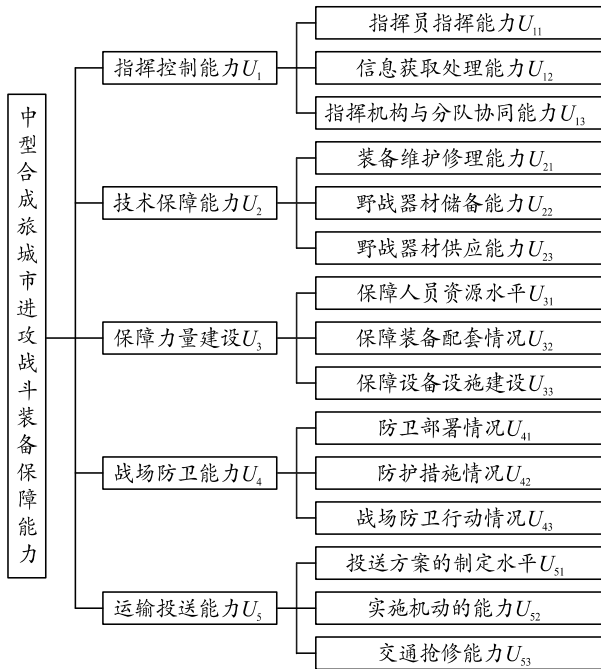 中型合成旅城市进攻战斗装备保障能力
指挥控制能力U₁
指挥员指挥能力U₁₁
信息获取处理能力U₁₂
指挥机构与分队协同能力U₁₃
技术保障能力U₂
装备维护修理能力U₂₁
野战器材储备能力U₂₂
野战器材供应能力U₂₃
保障力量建设U₃
保障人员资源水平U₃₁
保障装备配套情况U₃₂
保障设备设施建设U₃₃
战场防卫能力U₄
防卫部署情况U₄₁
防护措施情况U₄₂
战场防卫行动情况U₄₃
运输投送能力U₅
投送方案的制定水平U₅₁
实施机动的能力U₅₂
交通抢修能力U₅₃